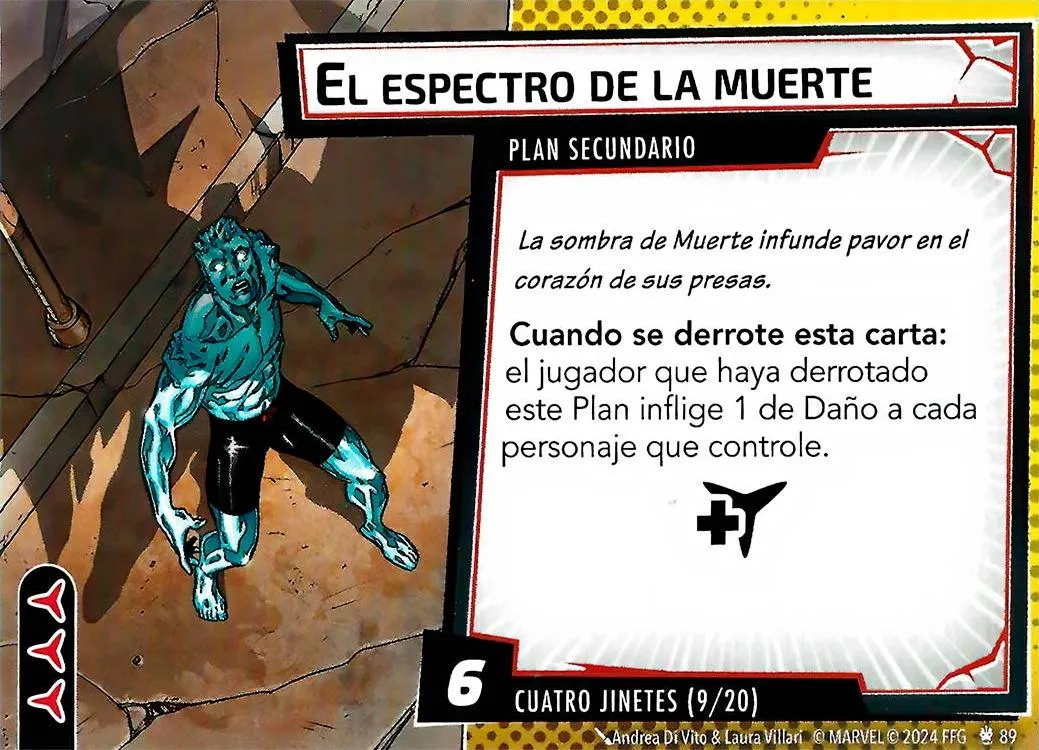 EL ESPECTRO DE LA MUERTE
PLAN SECUNDARIO
La sombra de Muerte infunde pavor en el
corazón de sus presas.
Cuando se derrote esta carta:
el jugador que haya derrotado
este Plan inflige 1 de Daño a cada
personaje que controle.
6
CUATRO JINETES (9/20)
Andrea Di Vito & Laura Villari © MARVEL © 2024 FFG 89